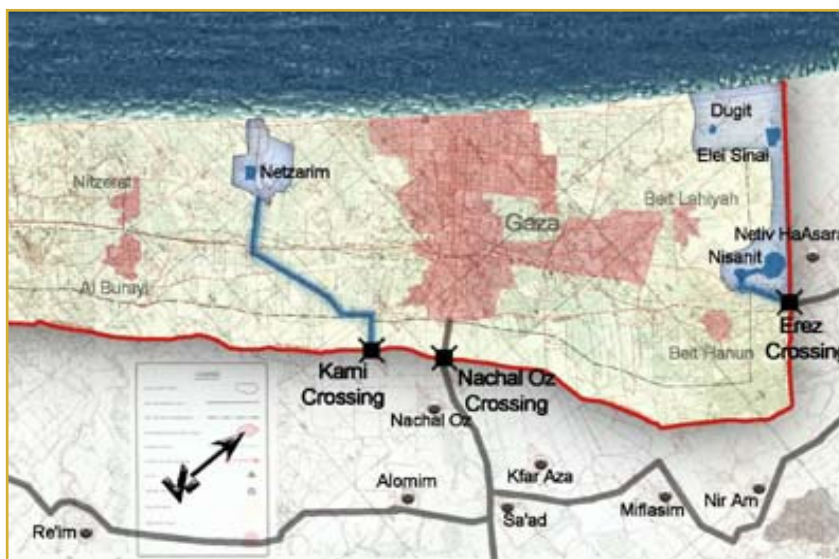 Dugit
Elei Sinai
Netzarim
Nitzerat
Beit Lahiyah
Gaza
Netiv HaAsara
Nisanit
Al Burayj
Erez
Crossing
Beit Hanun
Karni
Crossing
Nachal Oz
Crossing
Nachal Oz
Kfar Aza
Alomim
Nir Am
Miflasim
Sa'ad
Re'im